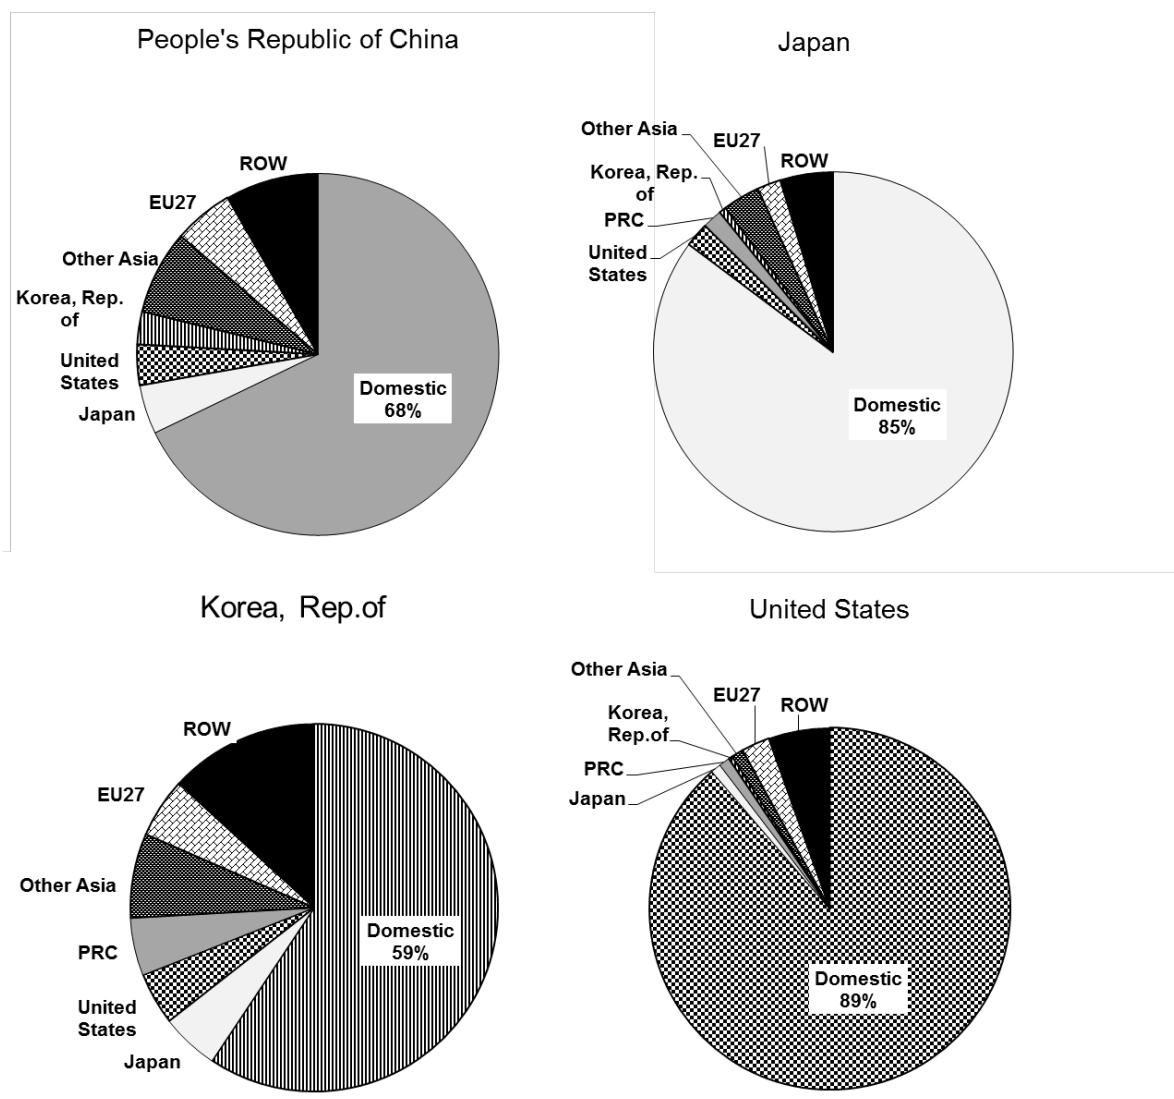 People's Republic of China
ROW
EU27
Other Asia
Korea, Rep.
of
United
States
Japan
Domestic
68%
Japan
Other Asia
EU27
ROW
Korea, Rep.
of
PRC
United
States
Domestic
85%
Korea, Rep.of
ROW
EU27
Other Asia
PRC
United
States
Japan
Domestic
59%
United States
Other Asia
EU27
ROW
Korea,
Rep.of
PRC
Japan
Domestic
89%